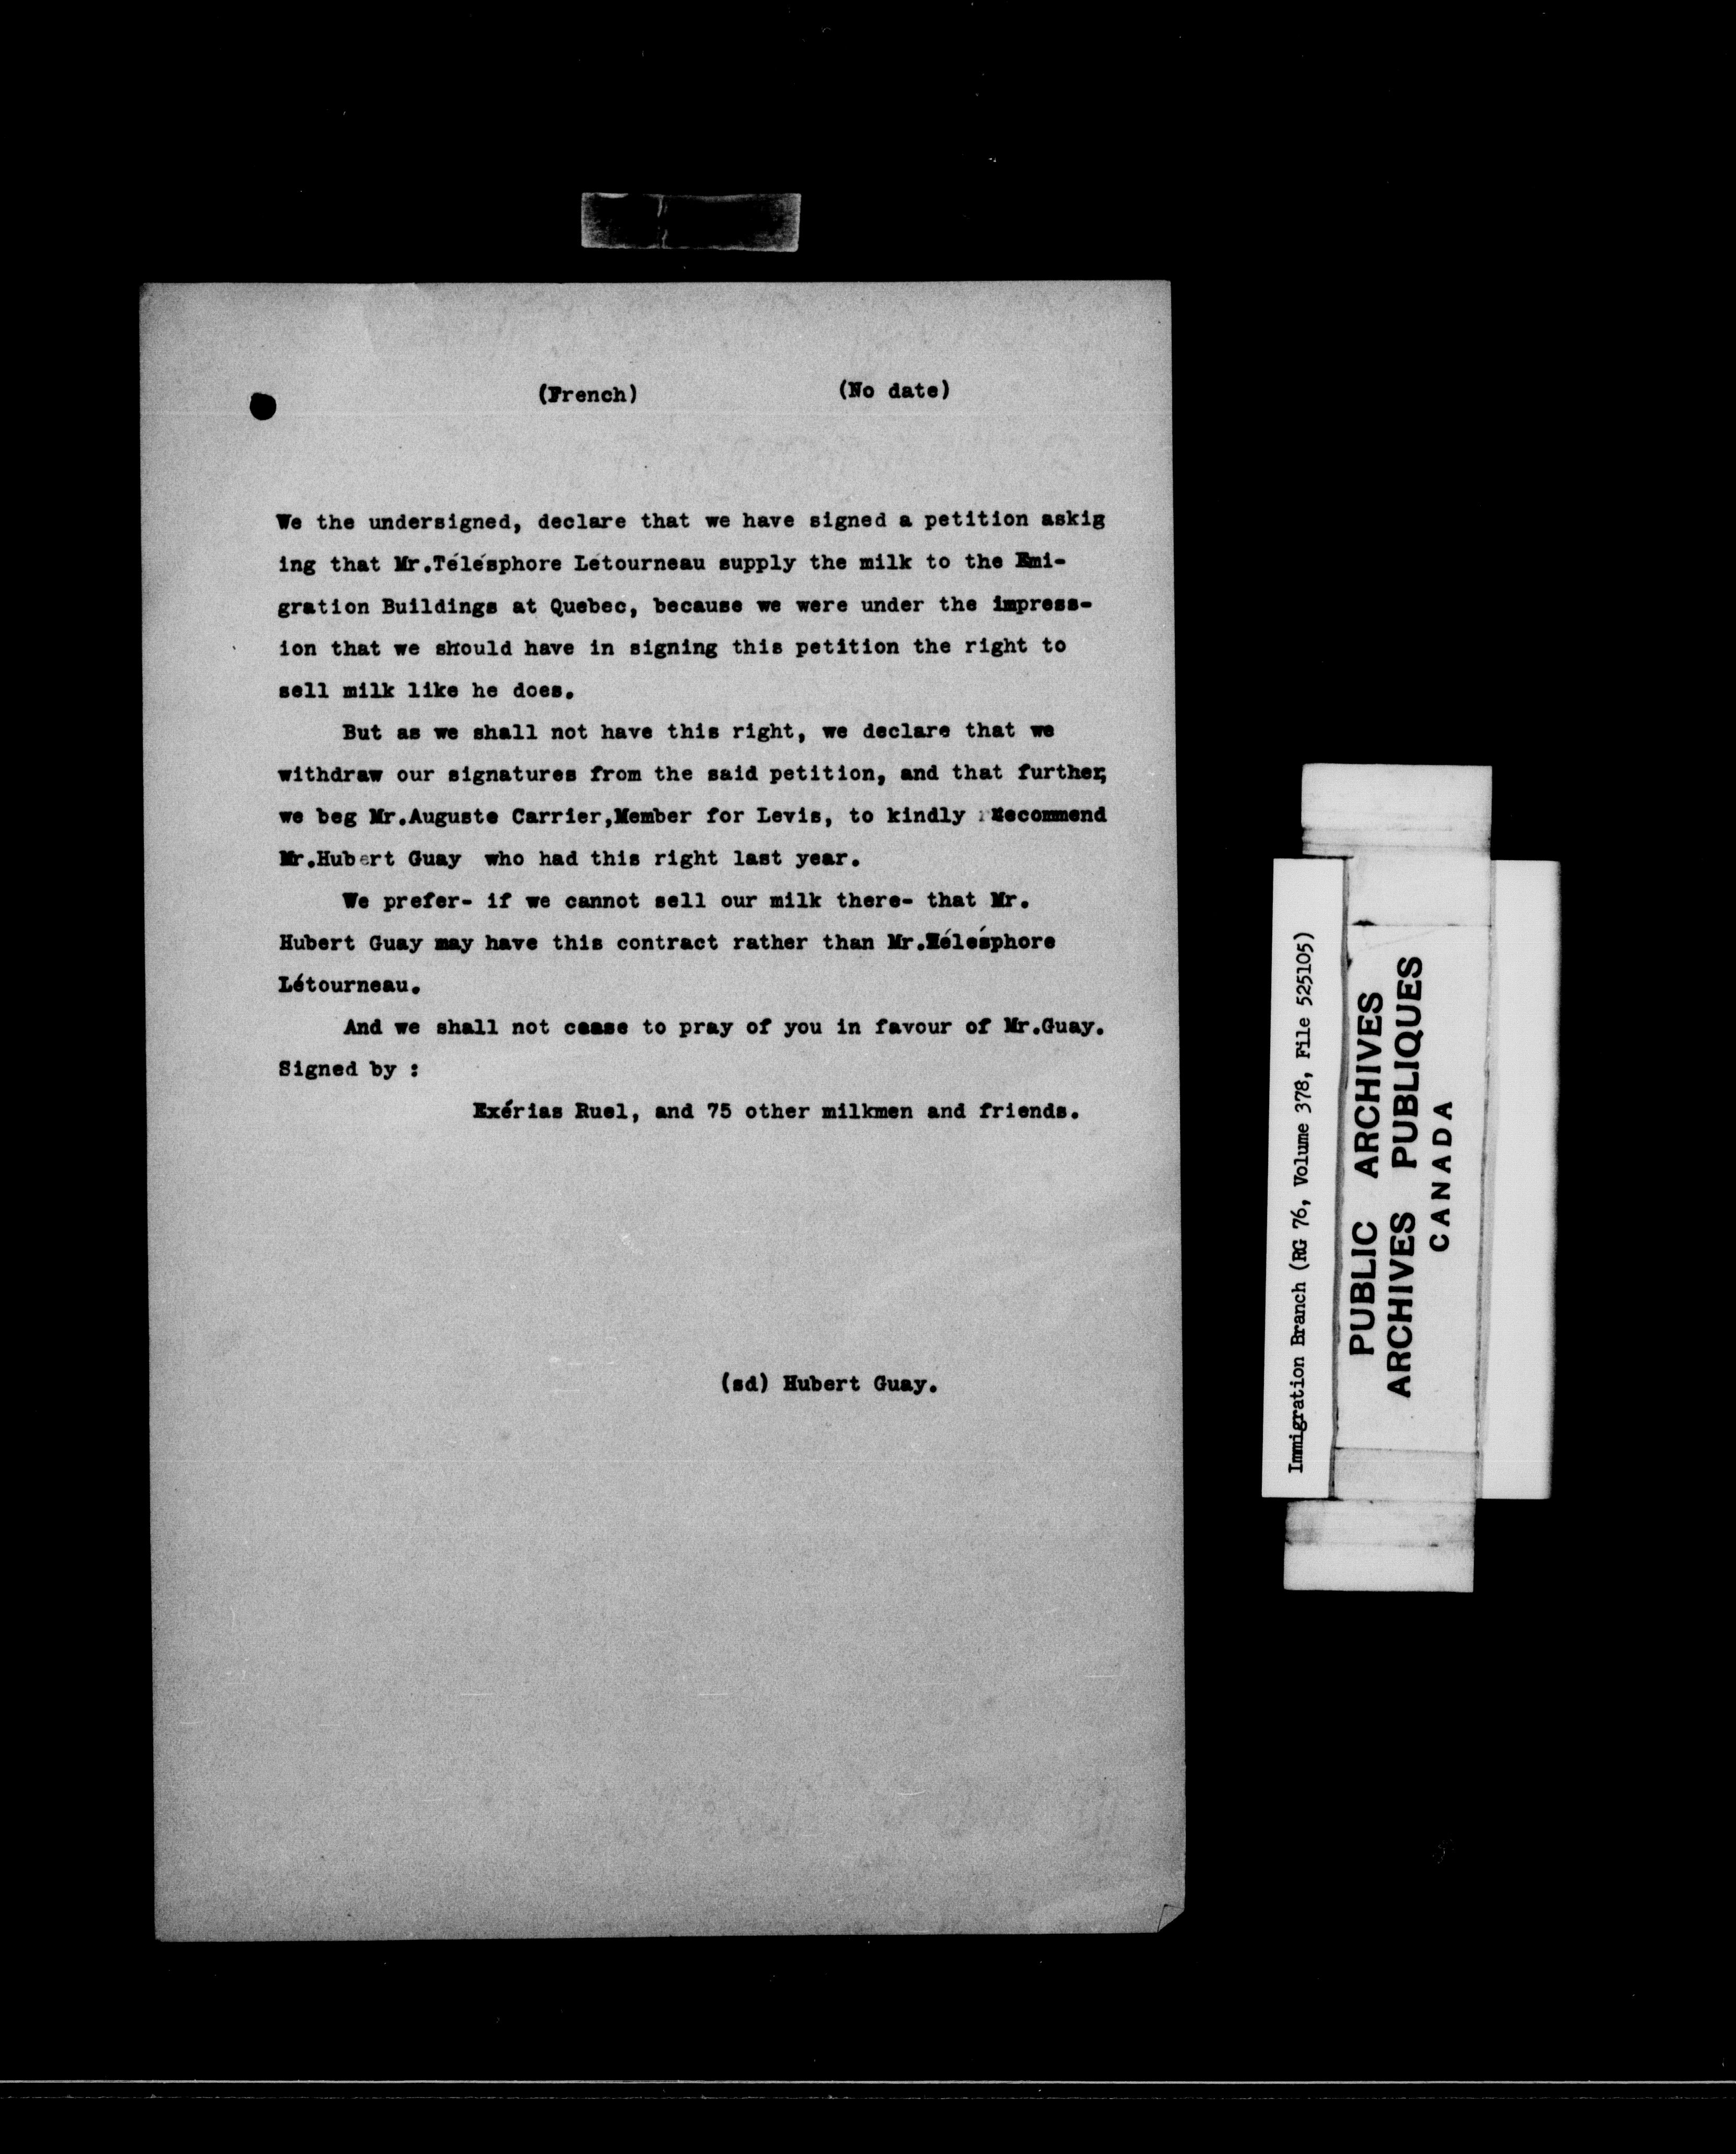 (French) (No date)
We the undersigned, declare that we have signed a petition askig
ing that Mr.Télésphore Létourneau supply the milk to the Emi-
gration Buildings at Quebec, because we were under the impress-
ion that we should have in signing this petition the right to
sell milk like he does.
But as we shall not have this right, we declare that we
withdraw our signatures from the said petition, and that further,
we beg Mr.Auguste Carrier,Member for Levis, to kindly Recommend
Mr.Hubert Guay who had this right last year.
We prefer- if we cannot sell our milk there- that Mr.
Hubert Guay may have this contract rather than Mr.Télésphore
Létourneau.
And we shall not cease to pray of you in favour of Mr.Guay.
Signed by :
Exérias Ruel, and 75 other milkmen and friends.
(sd) Hubert Guay.
Immigration Branch (RG 76, Volume 378, File 525105)
PUBLIC ARCHIVES
ARCHIVES PUBLIQUES
CANADA